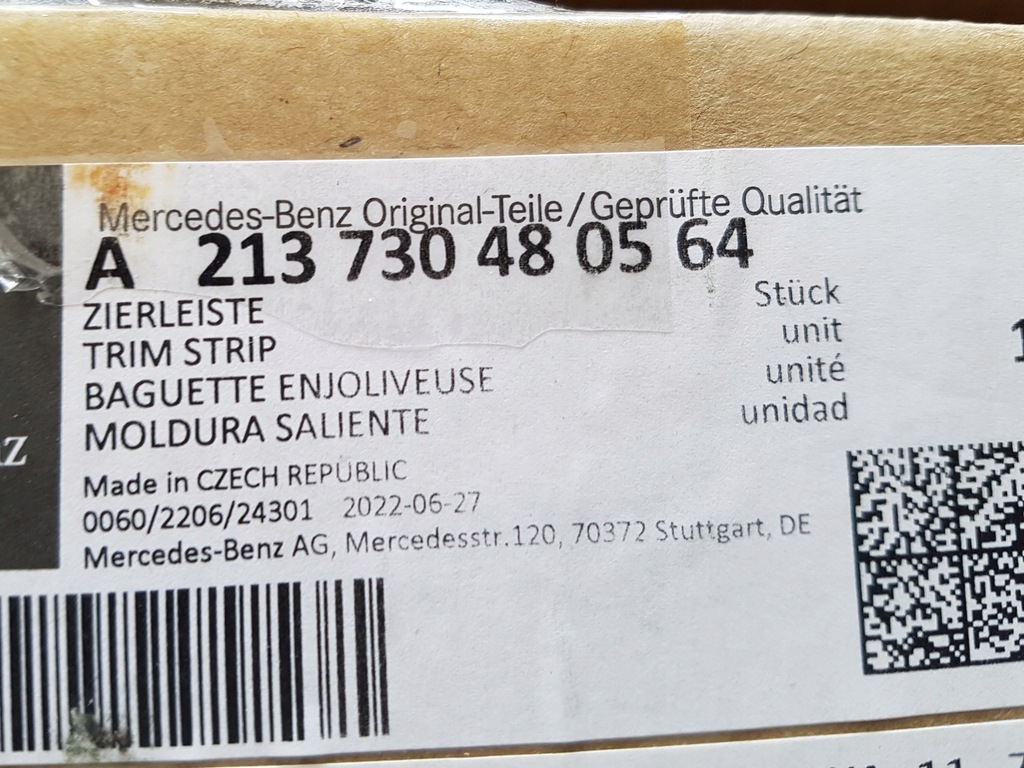 Mercedes-Benz Original-Teile/Geprüfte Qualität
A 213 730 48 05 64
ZIERLEISTE
TRIM STRIP
BAGUETTE ENJOLIVEUSE
MOLDURA SALIENTE
Stück
unit
unité
unidad
1
Made in CZECH REPUBLIC
0060/2206/24301 2022-06-27
Mercedes-Benz AG, Mercedesstr.120, 70372 Stuttgart, DE